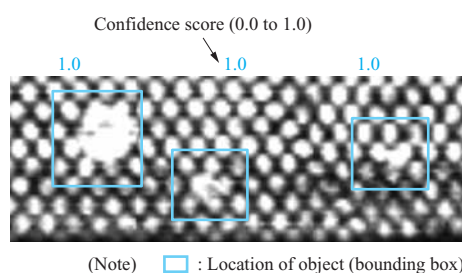 Confidence score (0.0 to 1.0)
1.0 1.0 1.0
(Note) : Location of object (bounding box)